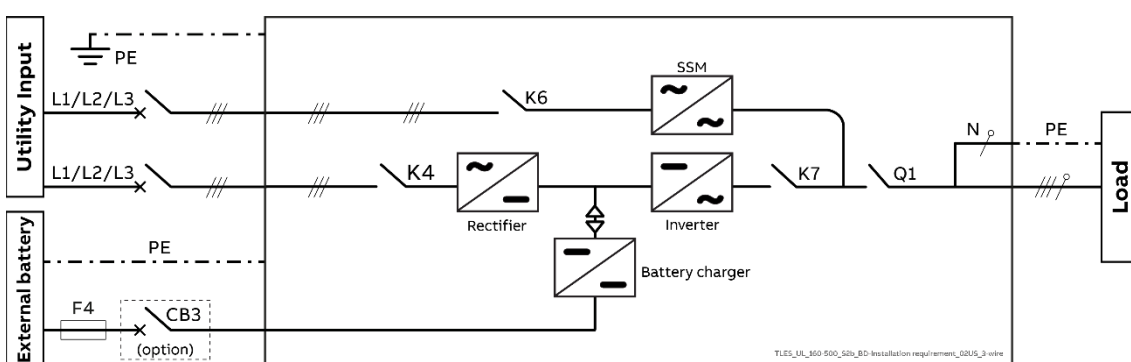 Utility Input
PE
L1/L2/L3
K6
SSM
L1/L2/L3
K4
Rectifier
Inverter
K7
Q1
N
PE
Load
External battery
PE
F4
CB3
(option)
Battery charger
TLES_UL_160-500_S2b_BD-Installation requirement_02US_3-wire